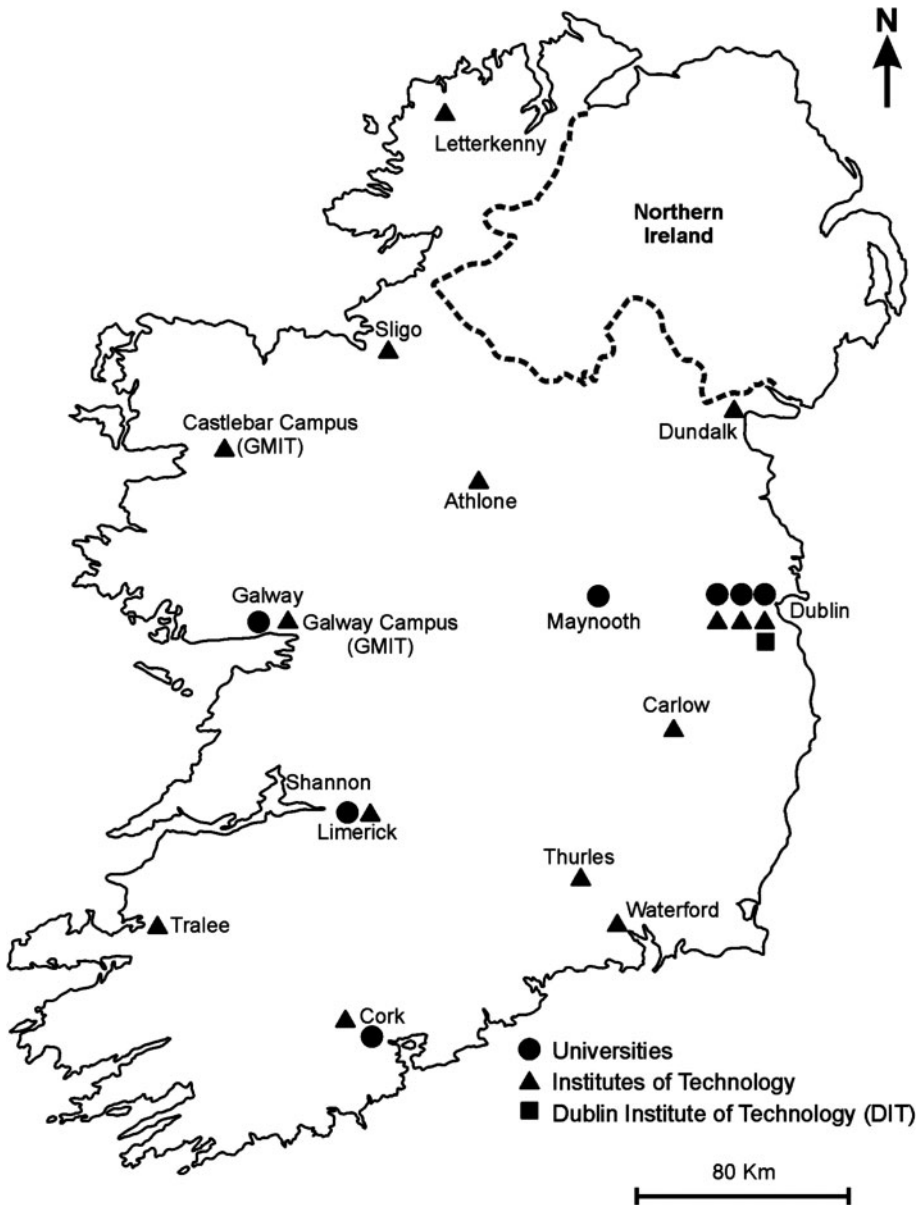 N
Letterkenny
Northern
Ireland
Sligo
Castlebar Campus
(GMIT)
Dundalk
Athlone
Galway
Galway Campus
(GMIT)
Maynooth
Dublin
Carlow
Shannon
Limerick
Thurles
Waterford
Tralee
Cork
Universities
Institutes of Technology
Dublin Institute of Technology (DIT)
80 Km